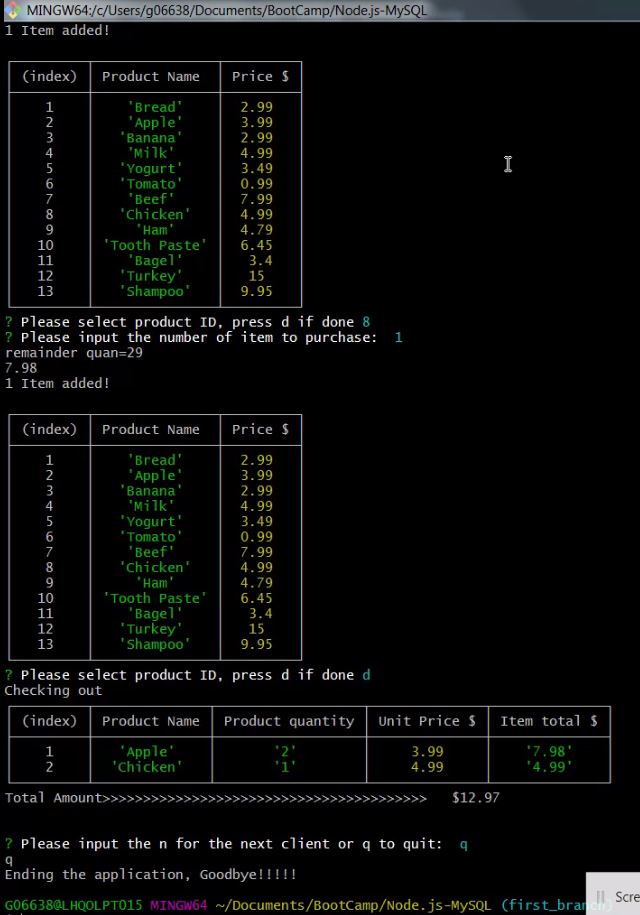 MINGW64:/c/Users/g06638/Documents/BootCamp/Node.js-MySQL
1 Item added!
(index) Product Name Price $
1 'Bread' 2.99
2 'Apple' 3.99
3 'Banana' 2.99
4 'Milk' 4.99
5 'Yogurt' 3.49
6 'Tomato' 0.99
7 'Beef' 7.99
8 'Chicken' 4.99
9 'Ham' 4.79
10 'Tooth Paste' 6.45
11 'Bagel' 3.4
12 'Turkey' 15
13 'Shampoo' 9.95
? Please select product ID, press d if done 8
? Please input the number of item to purchase: 1
remainder quan=29
7.98
1 Item added!
(index) Product Name Price $
1 'Bread' 2.99
2 'Apple' 3.99
3 'Banana' 2.99
4 'Milk' 4.99
5 'Yogurt' 3.49
6 'Tomato' 0.99
7 'Beef' 7.99
8 'Chicken' 4.99
9 'Ham' 4.79
10 'Tooth Paste' 6.45
11 'Bagel' 3.4
12 'Turkey' 15
13 'Shampoo' 9.95
? Please select product ID, press d if done d
Checking out
(index) Product Name Product quantity Unit Price $ Item total $
1 'Apple' '2' 3.99 '7.98'
2 'Chicken' '1' 4.99 '4.99'
Total Amount>>>>>>>>>>>>>>>>>>>>>>>>>>>>>>>>>>>>>>>> $12.97
? Please input the n for the next client or q to quit: q
q
Ending the application, Goodbye!!!!!
Scre
G06638@LHQOLPT015 MINGW64 ~/Documents/BootCamp/Node.js-MySQL (first_branch)